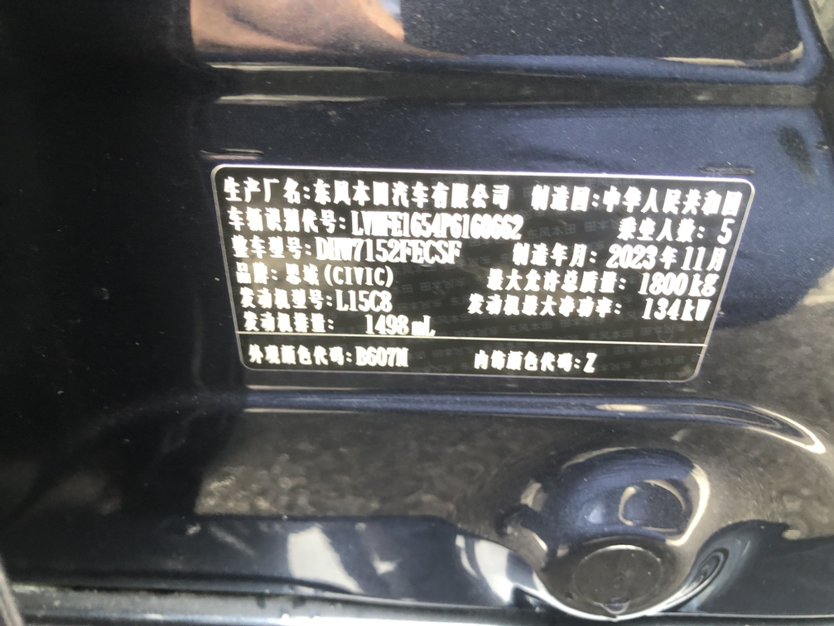 生产厂名:东风本田汽车有限公司 制造国:中华人民共和国
车辆识别代号: 乘坐人数: 5
整车型号:DHW7152FECSF 制造年月: 2023年11月
品牌: 思域(CIVIC) 最大允许总质量: 1800kg
发动机型号:L15C8 发动机最大净功率: 134kW
发动机排量: 1498mL
外观颜色代码:B607M 内饰颜色代码:Z